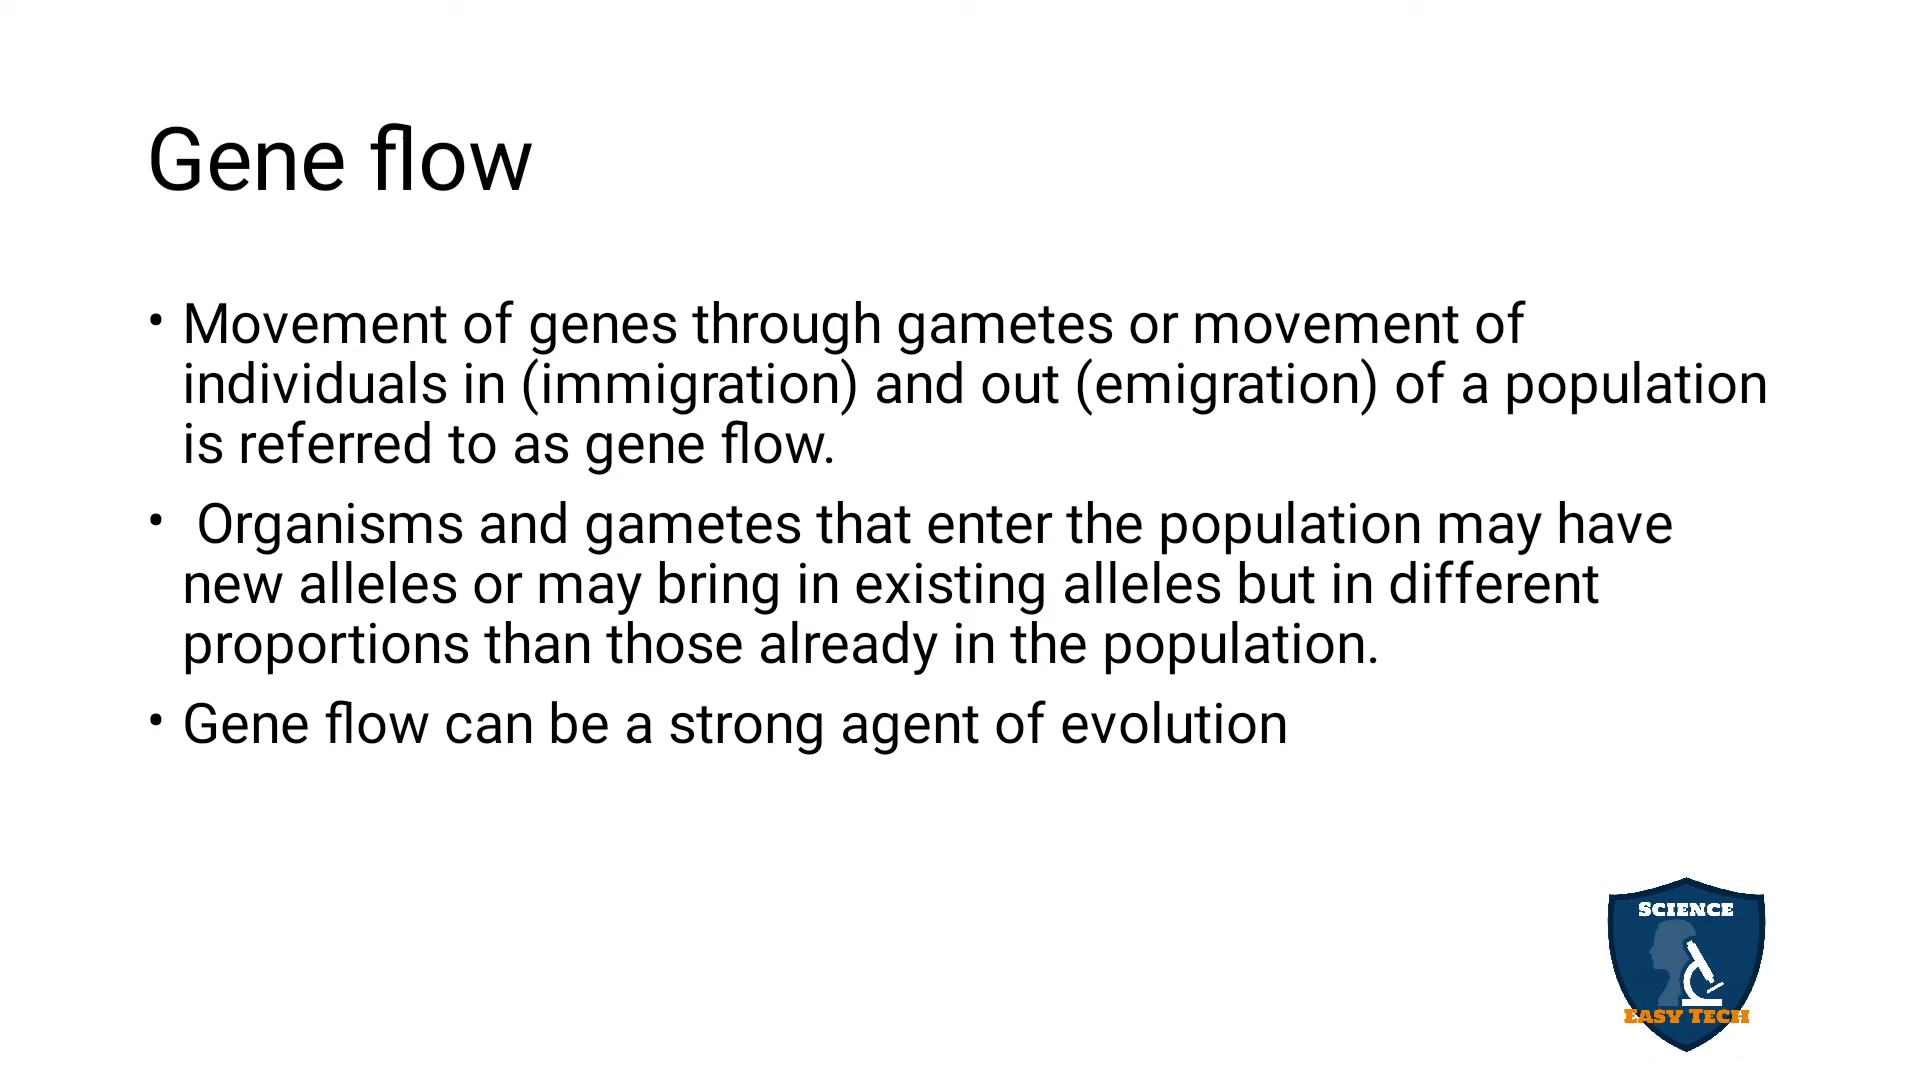 Gene flow
• Movement of genes through gametes or movement of
individuals in (immigration) and out (emigration) of a population
is referred to as gene flow.
• Organisms and gametes that enter the population may have
new alleles or may bring in existing alleles but in different
proportions than those already in the population.
• Gene flow can be a strong agent of evolution
SCIENCE
EASY TECH